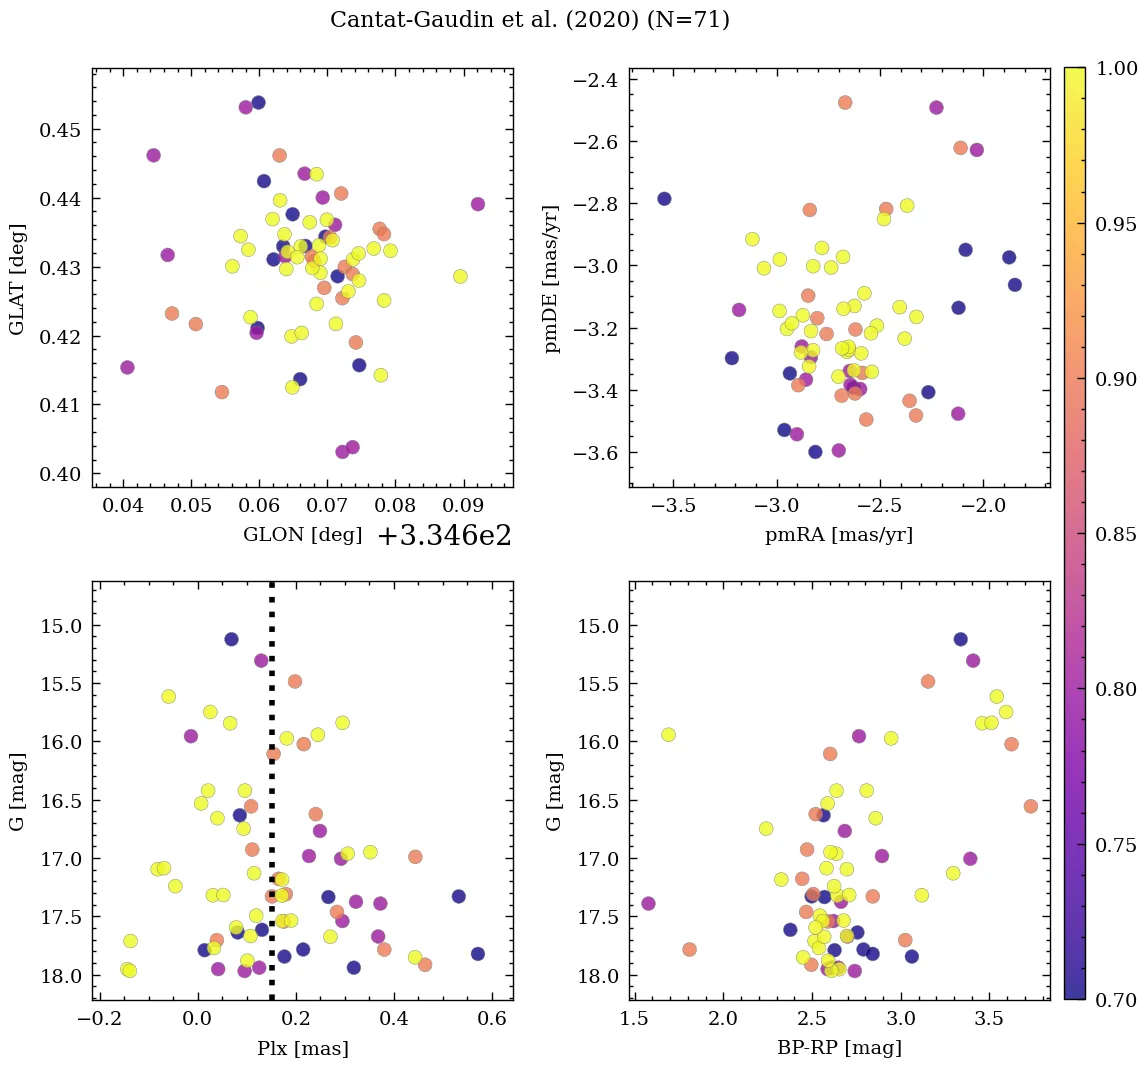 Cantat-Gaudin et al. (2020) (N=71)
0.45
0.44
0.43
0.42
0.41
0.40
GLAT [deg]
0.04 0.05 0.06 0.07 0.08 0.09
GLON [deg] +3.346e2
−2.4
−2.6
−2.8
−3.0
−3.2
−3.4
−3.6
pmDE [mas/yr]
−3.5 −3.0 −2.5 −2.0
pmRA [mas/yr]
15.0
15.5
16.0
16.5
17.0
17.5
18.0
G [mag]
−0.2 0.0 0.2 0.4 0.6
Plx [mas]
15.0
15.5
16.0
16.5
17.0
17.5
18.0
G [mag]
1.5 2.0 2.5 3.0 3.5
BP-RP [mag]
1.00
0.95
0.90
0.85
0.80
0.75
0.70